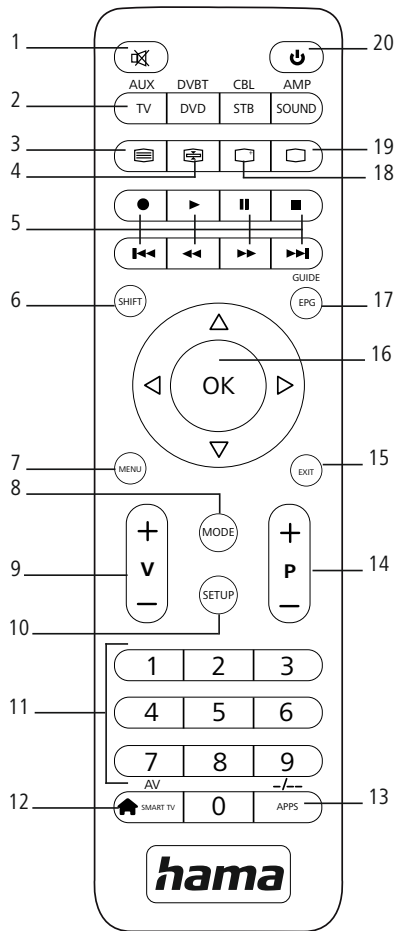 1 20
AUX DVBT CBL AMP
2 TV DVD STB SOUND
3 19
4 18
5
GUIDE
6 SHIFT EPG 17
16
OK
7 MENU EXIT 15
8
MODE
+ +
9 V P 14
– –
10 SETUP
1 2 3
11 4 5 6
7 8 9
AV -/--
12 SMART TV 0 APPS 13
hama